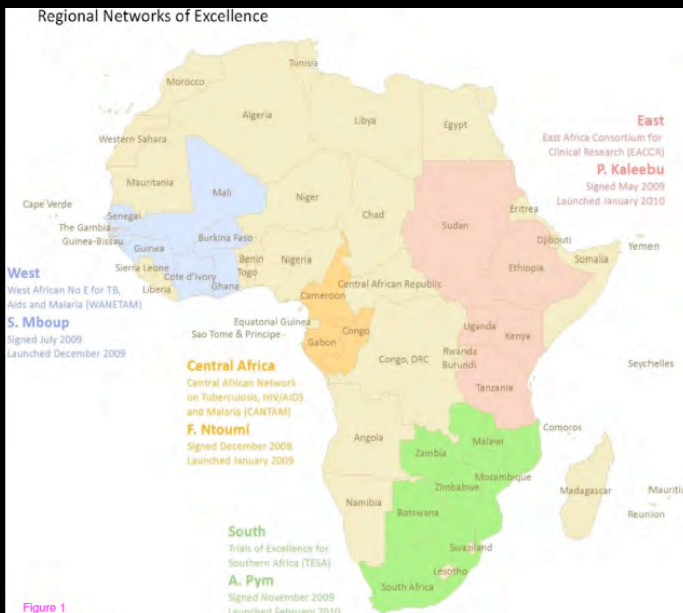 Regional Networks of Excellence
Tunisia
Morocco
Algeria
Libya
Egypt
Western Sahara
Mauritania
Mali
Niger
Chad
Sudan
Eritrea
Djibouti
Yemen
Somalia
Ethiopia
Cape Verde
Senegal
The Gambia
Guinea-Bissau
Guinea
Burkina Faso
Benin
Togo
Nigeria
Sierra Leone
Cote d'Ivory
Ghana
Liberia
Central African Republic
Cameroon
Equatorial Guinea
Sao Tome & Principe
Gabon
Congo
Congo, DRC
Uganda
Kenya
Rwanda
Burundi
Tanzania
Seychelles
Comoros
Angola
Zambia
Malawi
Mozambique
Zimbabwe
Madagascar
Mauriti
Reunion
Namibia
Botswana
Swaziland
Lesotho
South Africa
East
East Africa Consortium for
Clinical Research (EACCR)
P. Kaleebu
Signed May 2009
Launched January 2010
West
West African No E for TB,
Aids and Malaria (WANETAM)
S. Mboup
Signed July 2009
Launched December 2009
Central Africa
Central African Network
on Tuberculosis, HIV/AIDS
and Malaria (CANTAM)
F. Ntoumi
Signed December 2008
Launched January 2009
South
Trials of Excellence for
Southern Africa (TESA)
A. Pym
Signed November 2009
Launched February 2010
Figure 1